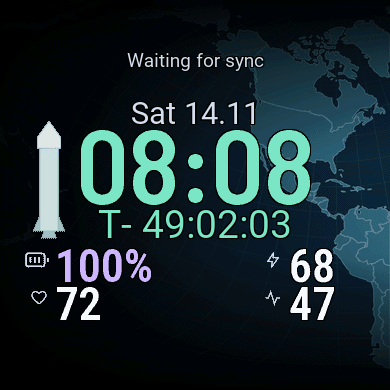 Waiting for sync
Sat 14.11
08:08
T- 49:02:03
100% 68
72 47